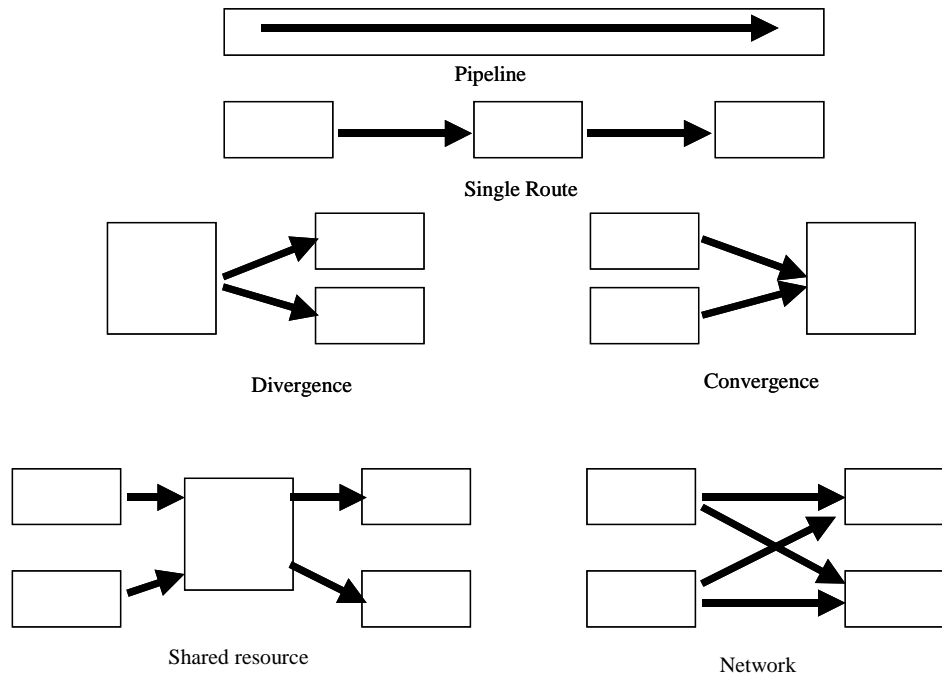 Pipeline
Single Route
Divergence
Convergence
Shared resource
Network